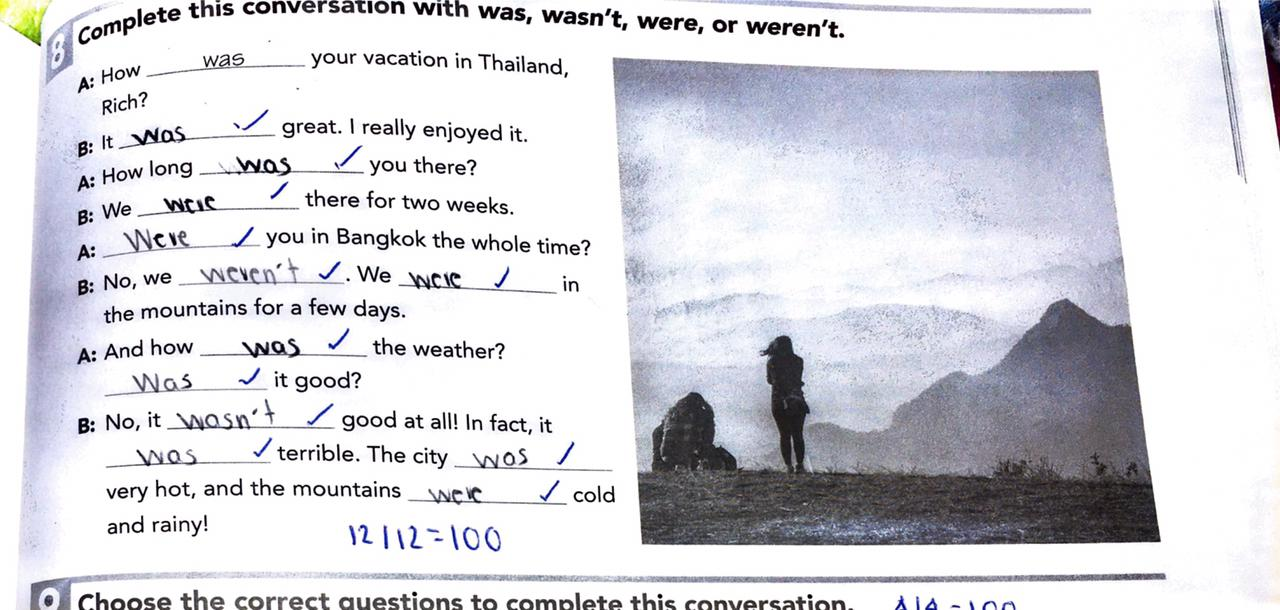 8 Complete this conversation with was, wasn't, were, or weren't.
A: How was your vacation in Thailand,
Rich?
B: It was ✓ great. I really enjoyed it.
A: How long was ✓ you there?
B: We were ✓ there for two weeks.
A: Were ✓ you in Bangkok the whole time?
B: No, we weren't ✓. We were ✓ in
the mountains for a few days.
A: And how was ✓ the weather?
Was ✓ it good?
B: No, it wasn't ✓ good at all! In fact, it
was ✓ terrible. The city was ✓
very hot, and the mountains were ✓ cold
and rainy!
12/12=100
9 Choose the correct questions to complete this conversation. 4/4=100